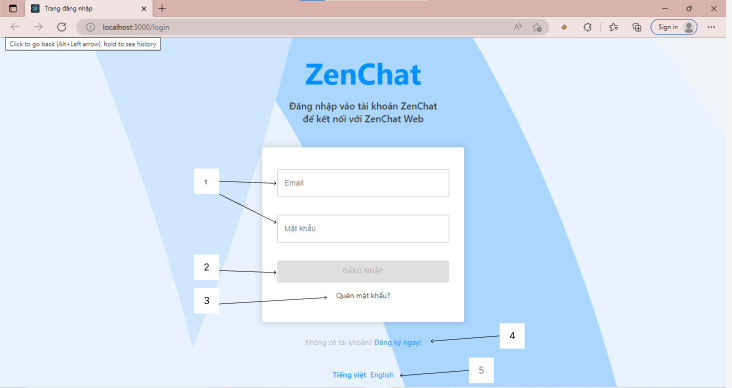 Trang đăng nhập
localhost:3000/login
Sign in
Click to go back (Alt+Left arrow), hold to see history
ZenChat
Đăng nhập vào tài khoản ZenChat
để kết nối với ZenChat Web
1
Email
Mật khẩu
2
ĐĂNG NHẬP
3
Quên mật khẩu?
4
Không có tài khoản? Đăng ký ngay!
5
Tiếng việt English